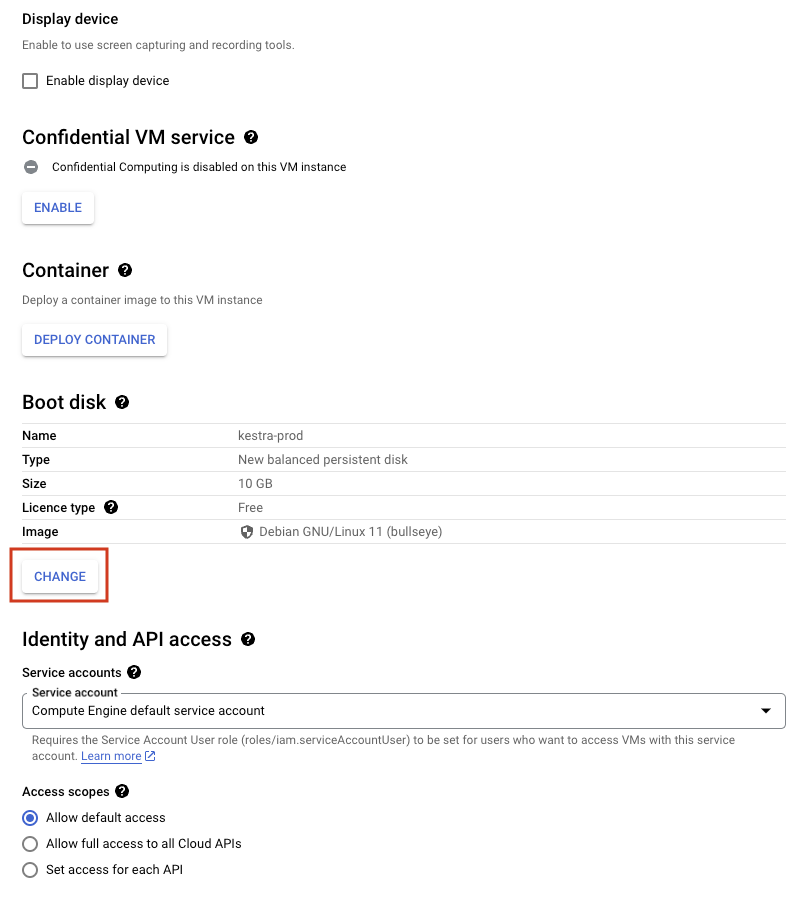 Display device
Enable to use screen capturing and recording tools.
Enable display device
Confidential VM service
Confidential Computing is disabled on this VM instance
ENABLE
Container
Deploy a container image to this VM instance
DEPLOY CONTAINER
Boot disk
Name kestra-prod
Type New balanced persistent disk
Size 10 GB
Licence type Free
Image Debian GNU/Linux 11 (bullseye)
CHANGE
Identity and API access
Service accounts
Service account
Compute Engine default service account
Requires the Service Account User role (roles/iam.serviceAccountUser) to be set for users who want to access VMs with this service
account. Learn more
Access scopes
Allow default access
Allow full access to all Cloud APIs
Set access for each API